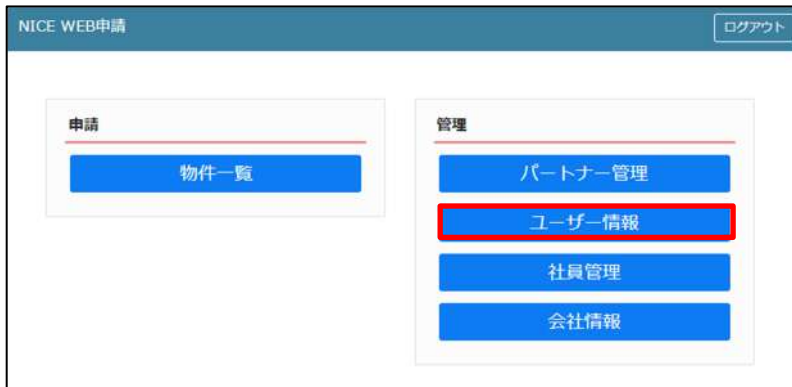 NICE WEB申請
ログアウト
申請
物件一覧
管理
パートナー管理
ユーザー情報
社員管理
会社情報